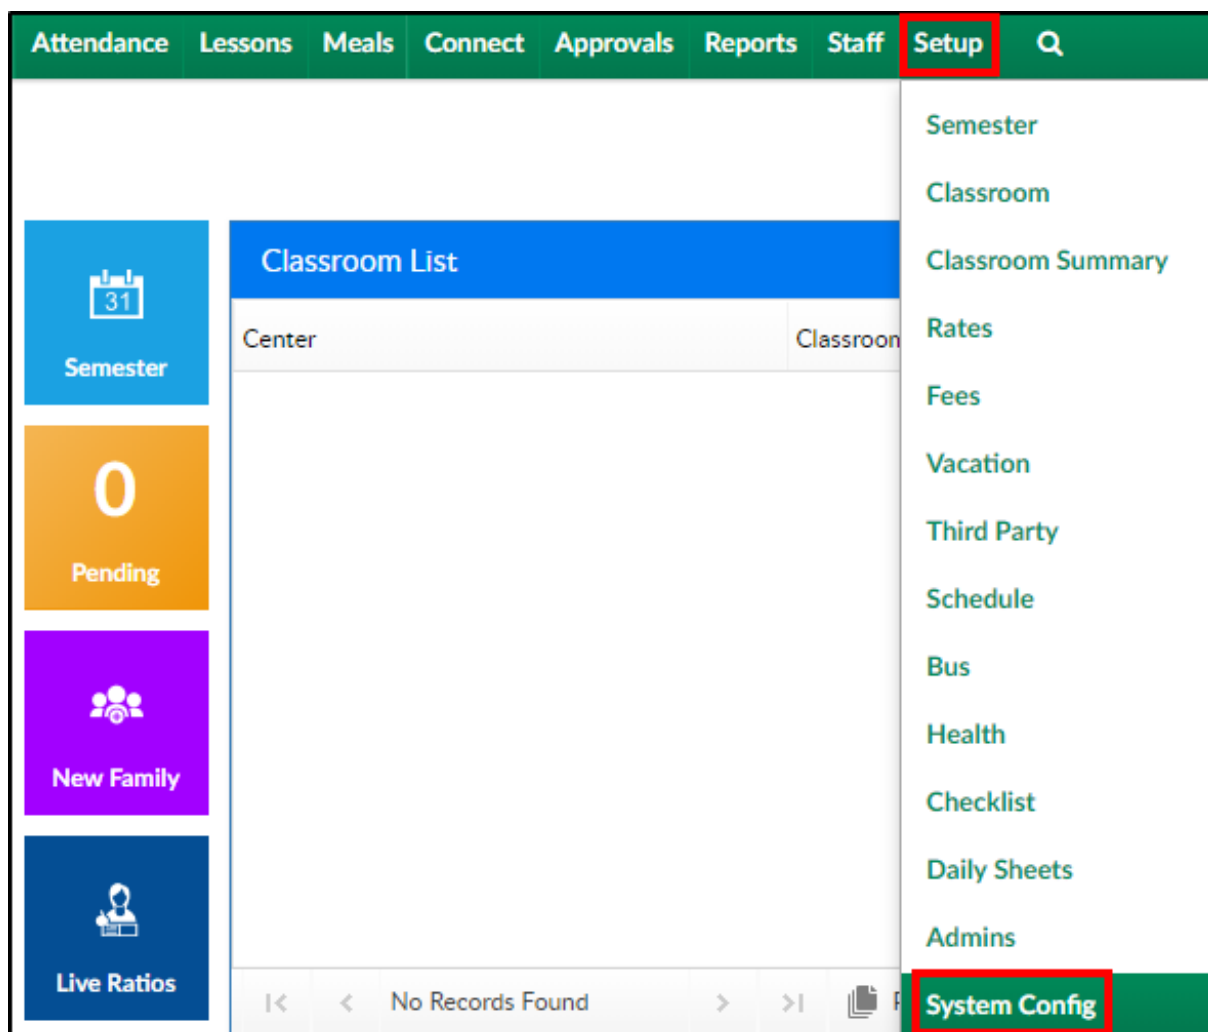 Attendance Lessons Meals Connect Approvals Reports Staff Setup
Semester
Classroom
Classroom Summary
Rates
Fees
Vacation
Third Party
Schedule
Bus
Health
Checklist
Daily Sheets
Admins
System Config
31
Semester
0
Pending
New Family
Live Ratios
Classroom List
Center Classroom
No Records Found